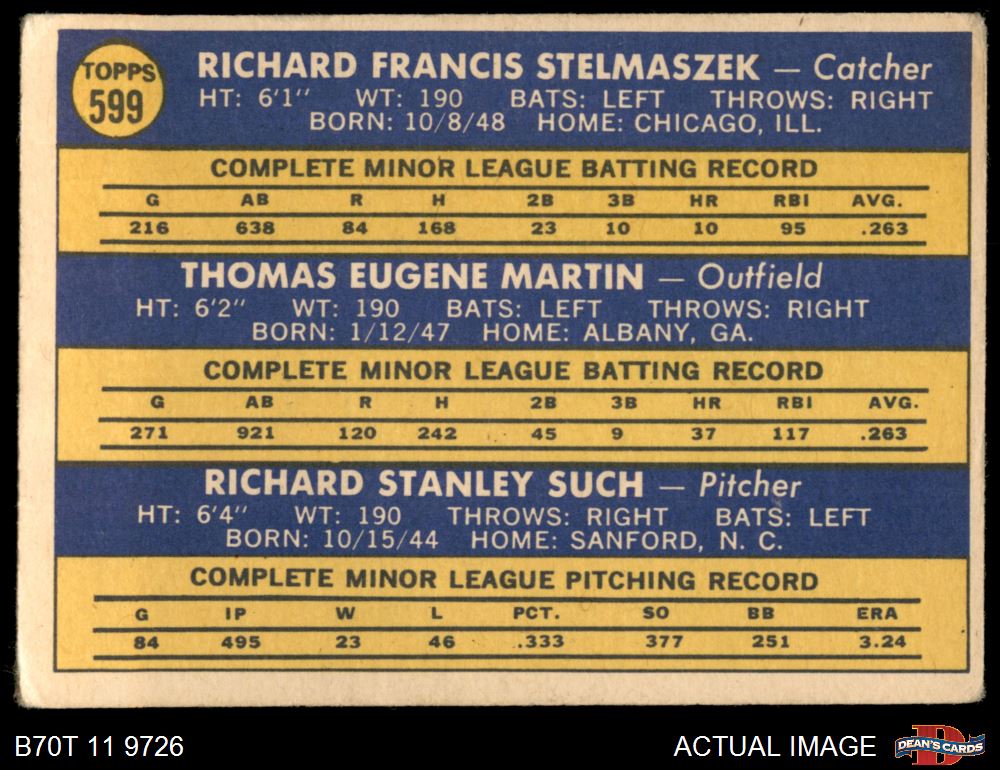 TOPPS
599
RICHARD FRANCIS STELMASZEK — Catcher
HT: 6'1" WT: 190 BATS: LEFT THROWS: RIGHT
BORN: 10/8/48 HOME: CHICAGO, ILL.
COMPLETE MINOR LEAGUE BATTING RECORD
G AB R H 2B 3B HR RBI AVG.
216 638 84 168 23 10 10 95 .263
THOMAS EUGENE MARTIN — Outfield
HT: 6'2" WT: 190 BATS: LEFT THROWS: RIGHT
BORN: 1/12/47 HOME: ALBANY, GA.
COMPLETE MINOR LEAGUE BATTING RECORD
G AB R H 2B 3B HR RBI AVG.
271 921 120 242 45 9 37 117 .263
RICHARD STANLEY SUCH — Pitcher
HT: 6'4" WT: 190 THROWS: RIGHT BATS: LEFT
BORN: 10/15/44 HOME: SANFORD, N. C.
COMPLETE MINOR LEAGUE PITCHING RECORD
G IP W L PCT. SO BB ERA
84 495 23 46 .333 377 251 3.24
B70T 11 9726 ACTUAL IMAGE DEAN'S CARDS